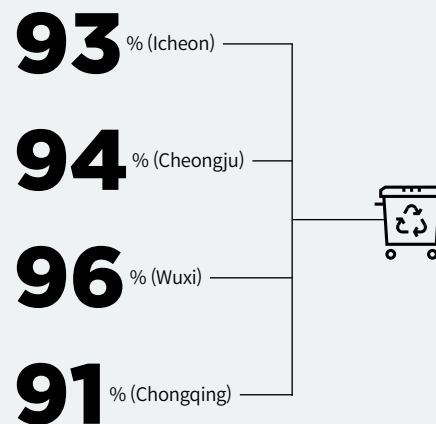 93% (Icheon)
94% (Cheongju)
96% (Wuxi)
91% (Chongqing)